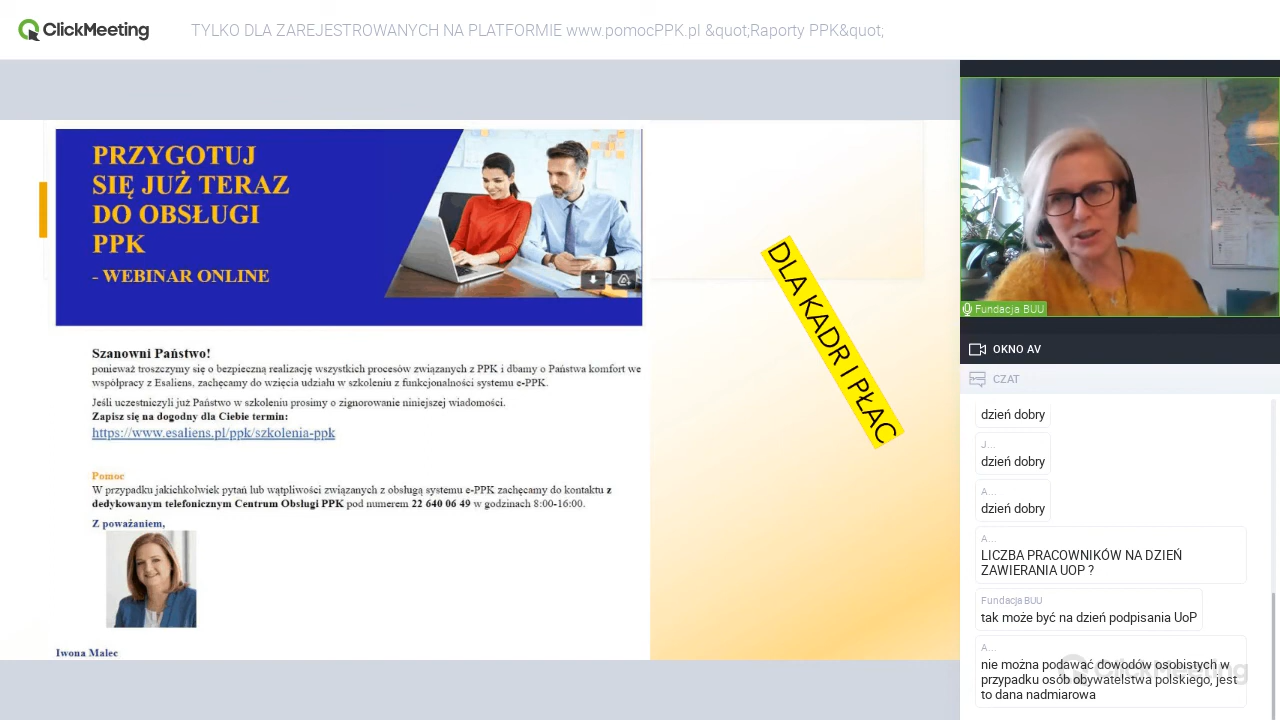 ClickMeeting
TYLKO DLA ZAREJESTROWANYCH NA PLATFORMIE www.pomocPPK.pl &quot;Raporty PPK&quot;
PRZYGOTUJ
SIĘ JUŻ TERAZ
DO OBSŁUGI
PPK
- WEBINAR ONLINE
Szanowni Państwo!
ponieważ troszczymy się o bezpieczną realizację wszystkich procesów związanych z PPK i dbamy o Państwa komfort we
współpracy z Esaliens, zachęcamy do wzięcia udziału w szkoleniu z funkcjonalności systemu e-PPK.
Jeśli uczestniczyli już Państwo w szkoleniu prosimy o zignorowanie niniejszej wiadomości.
Zapisz się na dogodny dla Ciebie termin:
https://www.esaliens.pl/ppk/szkolenia-ppk
Pomoc
W przypadku jakichkolwiek pytań lub wątpliwości związanych z obsługą systemu e-PPK zachęcamy do kontaktu z
dedykowanym telefonicznym Centrum Obsługi PPK pod numerem 22 640 06 49 w godzinach 8:00-16:00.
Z poważaniem,
Iwona Malec
DLA KADR I PŁAC
Fundacja BUU
OKNO AV
CZAT
dzień dobry
J...
dzień dobry
A...
dzień dobry
A...
LICZBA PRACOWNIKÓW NA DZIEŃ
ZAWIERANIA UOP ?
Fundacja BUU
tak może być na dzień podpisania UoP
A...
nie można podawać dowodów osobistych w
przypadku osób obywatelstwa polskiego, jest
to dana nadmiarowa
ClickMeeting